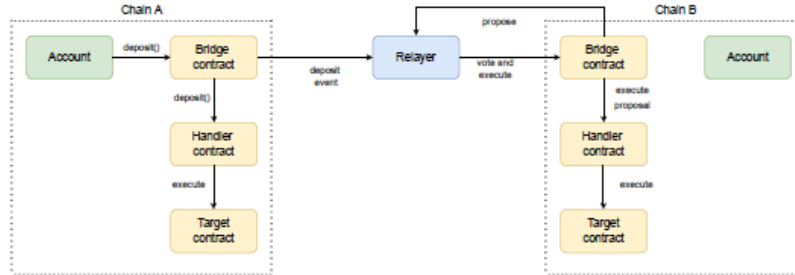 Chain A
Chain B
propose
Account
deposit()
Bridge
contract
deposit
event
Relayer
vote and
execute
Bridge
contract
Account
deposit()
execute
proposal
Handler
contract
Handler
contract
execute
execute
Target
contract
Target
contract